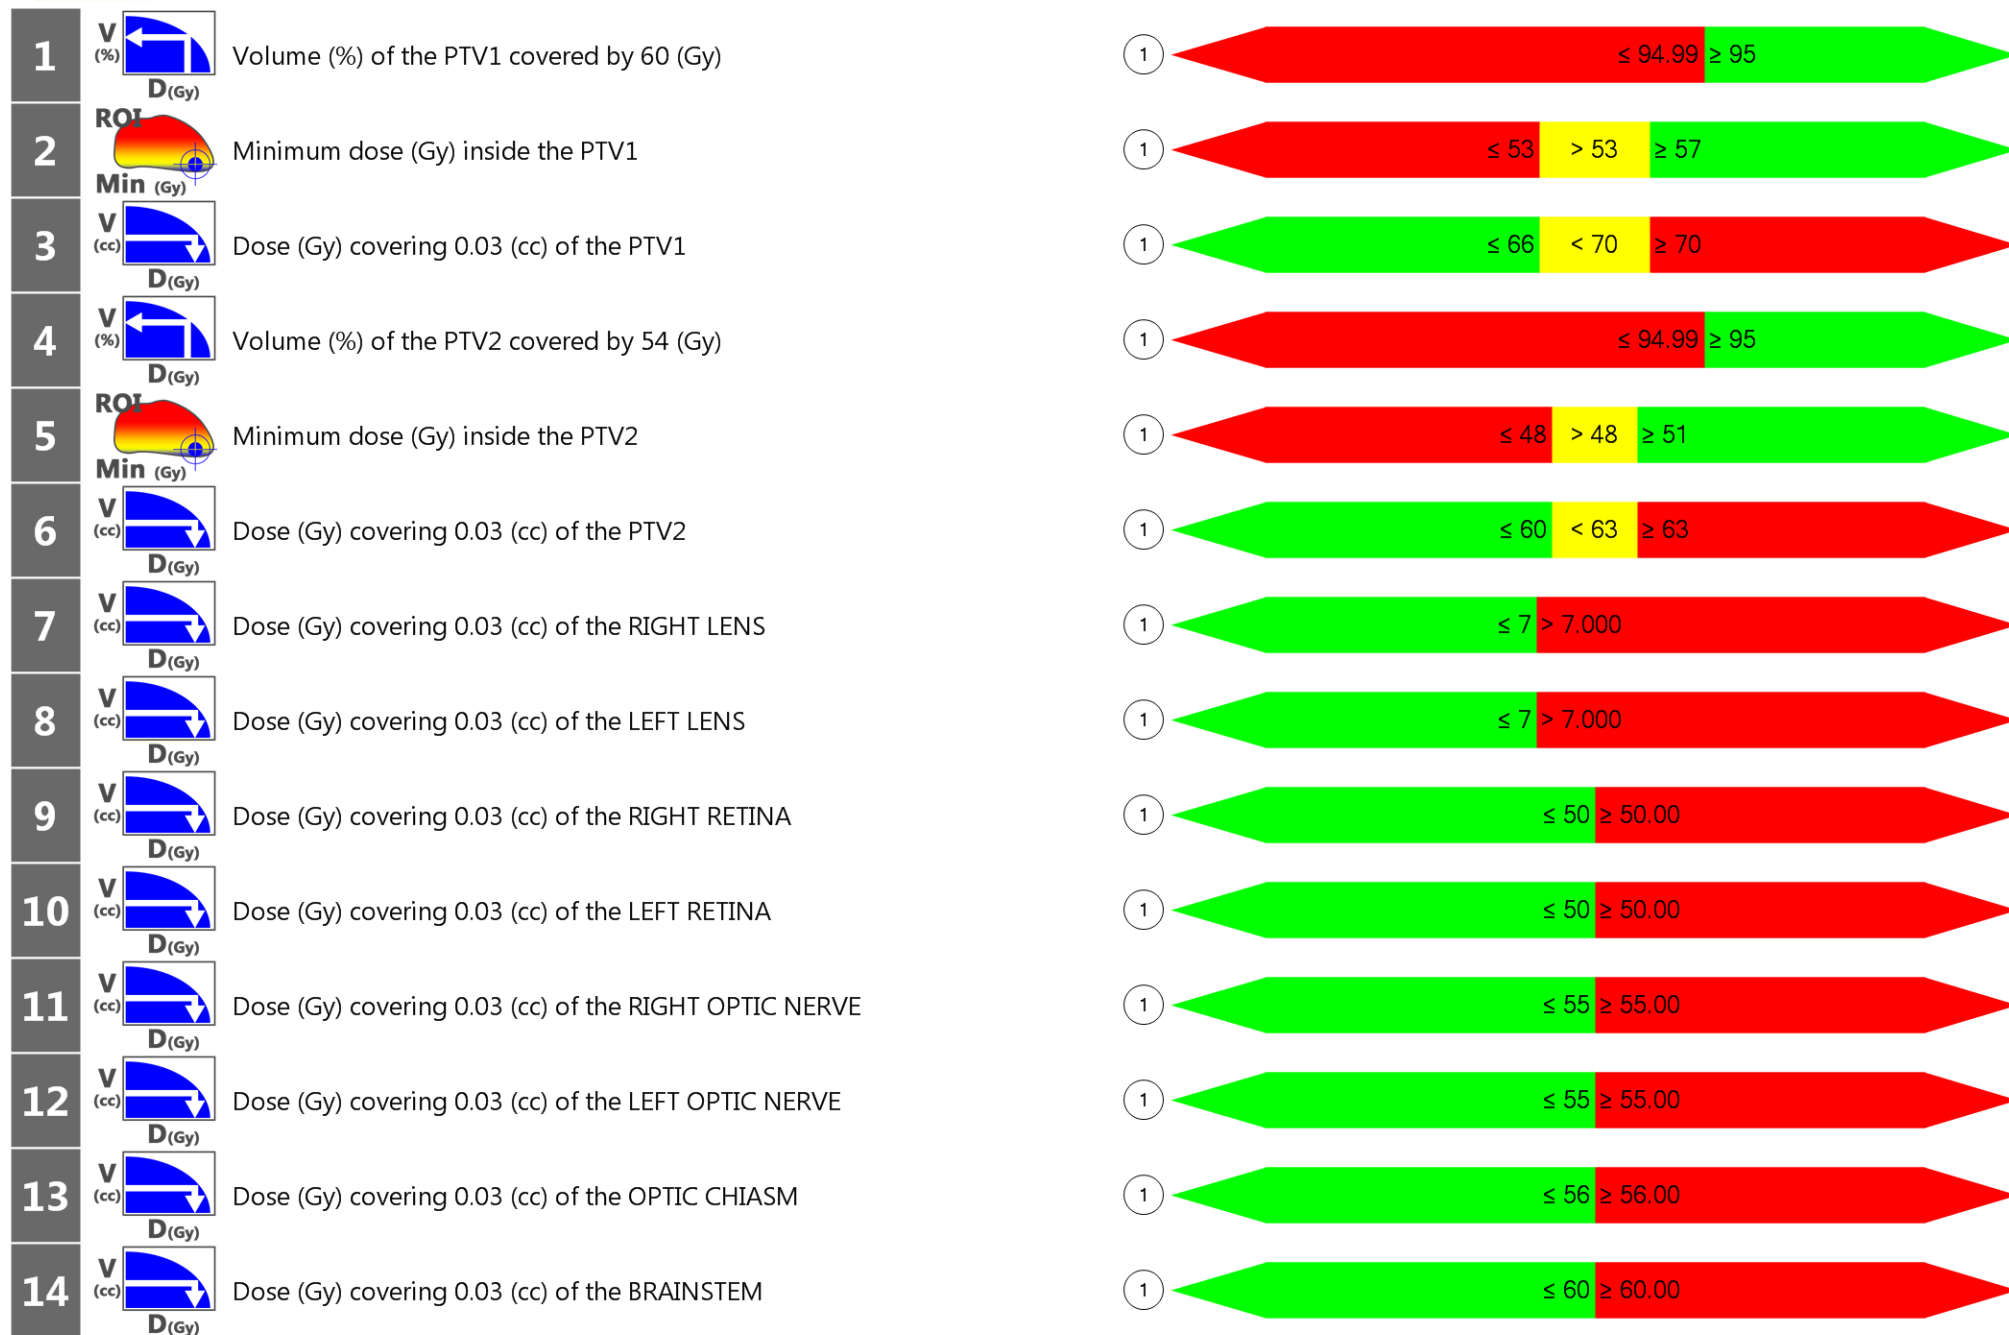 1 V (%) D(Gy) Volume (%) of the PTV1 covered by 60 (Gy) 1 ≤ 94.99 ≥ 95
2 ROI Min (Gy) Minimum dose (Gy) inside the PTV1 1 ≤ 53 > 53 ≥ 57
3 V (cc) D(Gy) Dose (Gy) covering 0.03 (cc) of the PTV1 1 ≤ 66 < 70 ≥ 70
4 V (%) D(Gy) Volume (%) of the PTV2 covered by 54 (Gy) 1 ≤ 94.99 ≥ 95
5 ROI Min (Gy) Minimum dose (Gy) inside the PTV2 1 ≤ 48 > 48 ≥ 51
6 V (cc) D(Gy) Dose (Gy) covering 0.03 (cc) of the PTV2 1 ≤ 60 < 63 ≥ 63
7 V (cc) D(Gy) Dose (Gy) covering 0.03 (cc) of the RIGHT LENS 1 ≤ 7 > 7.000
8 V (cc) D(Gy) Dose (Gy) covering 0.03 (cc) of the LEFT LENS 1 ≤ 7 > 7.000
9 V (cc) D(Gy) Dose (Gy) covering 0.03 (cc) of the RIGHT RETINA 1 ≤ 50 ≥ 50.00
10 V (cc) D(Gy) Dose (Gy) covering 0.03 (cc) of the LEFT RETINA 1 ≤ 50 ≥ 50.00
11 V (cc) D(Gy) Dose (Gy) covering 0.03 (cc) of the RIGHT OPTIC NERVE 1 ≤ 55 ≥ 55.00
12 V (cc) D(Gy) Dose (Gy) covering 0.03 (cc) of the LEFT OPTIC NERVE 1 ≤ 55 ≥ 55.00
13 V (cc) D(Gy) Dose (Gy) covering 0.03 (cc) of the OPTIC CHIASM 1 ≤ 56 ≥ 56.00
14 V (cc) D(Gy) Dose (Gy) covering 0.03 (cc) of the BRAINSTEM 1 ≤ 60 ≥ 60.00